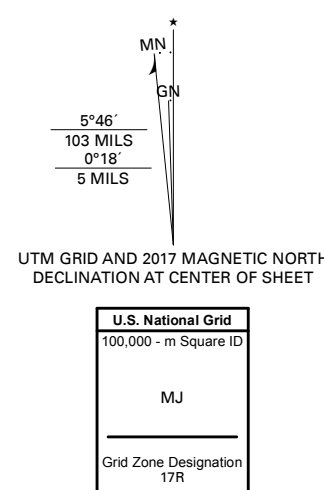 ★
MN
GN
5°46´
103 MILS
0°18´
5 MILS
UTM GRID AND 2017 MAGNETIC NORTH
DECLINATION AT CENTER OF SHEET
U.S. National Grid
100,000 - m Square ID
MJ
Grid Zone Designation
17R